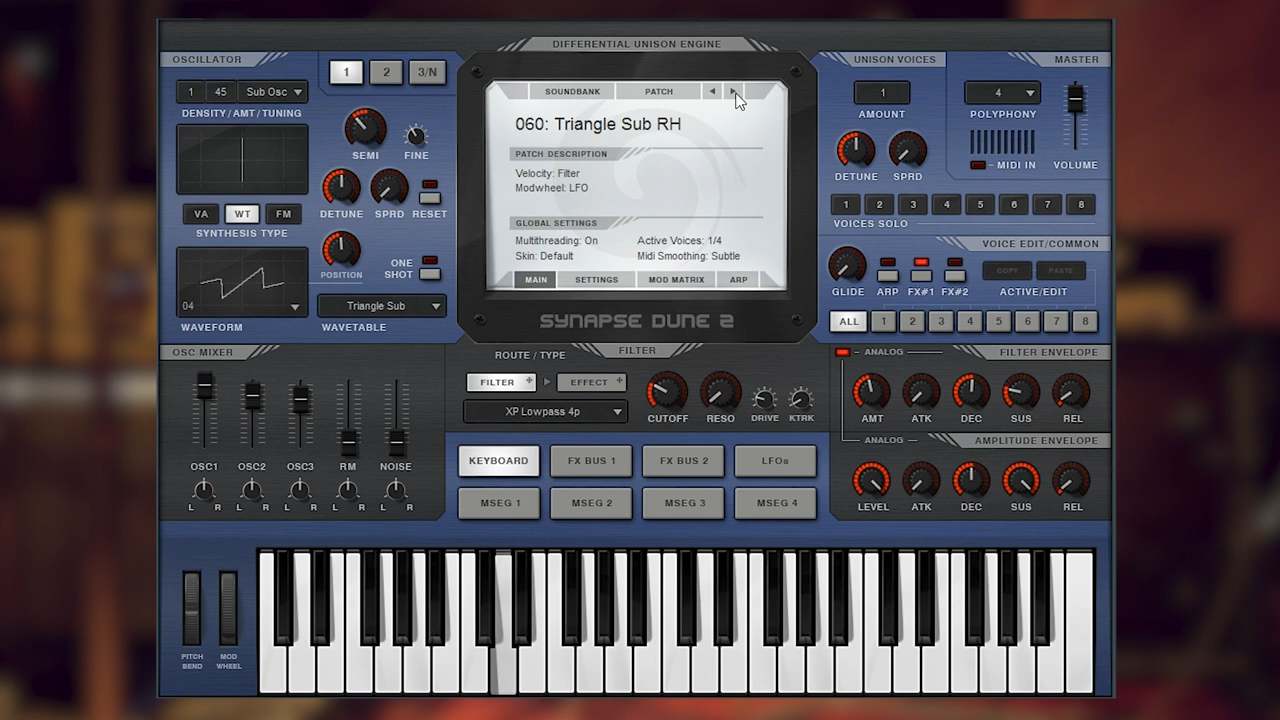 DIFFERENTIAL UNISON ENGINE
OSCILLATOR
1 2 3/N
1 45 Sub Osc
DENSITY/AMT/TUNING
SEMI FINE
DETUNE SPRD RESET
VA WT FM
SYNTHESIS TYPE
POSITION
ONE SHOT
04
Triangle Sub
WAVEFORM
WAVETABLE
SOUNDBANK PATCH
060: Triangle Sub RH
PATCH DESCRIPTION
Velocity: Filter
Modwheel: LFO
GLOBAL SETTINGS
Multithreading: On Active Voices: 1/4
Skin: Default Midi Smoothing: Subtle
MAIN SETTINGS MOD MATRIX ARP
SYNAPSE DUNE 2
UNISON VOICES
MASTER
1
AMOUNT
4
POLYPHONY
DETUNE SPRD
MIDI IN
VOLUME
1 2 3 4 5 6 7 8
VOICES SOLO
VOICE EDIT/COMMON
GLIDE ARP FX#1 FX#2
COPY PASTE
ACTIVE/EDIT
ALL 1 2 3 4 5 6 7 8
OSC MIXER
OSC1 OSC2 OSC3 RM NOISE
L R L R L R L R L R
ROUTE / TYPE
FILTER
FILTER + EFFECT +
XP Lowpass 4p
CUTOFF RESO DRIVE KTRK
KEYBOARD FX BUS 1 FX BUS 2 LFOs
MSEG 1 MSEG 2 MSEG 3 MSEG 4
ANALOG
FILTER ENVELOPE
AMT ATK DEC SUS REL
ANALOG
AMPLITUDE ENVELOPE
LEVEL ATK DEC SUS REL
PITCH BEND
MOD WHEEL